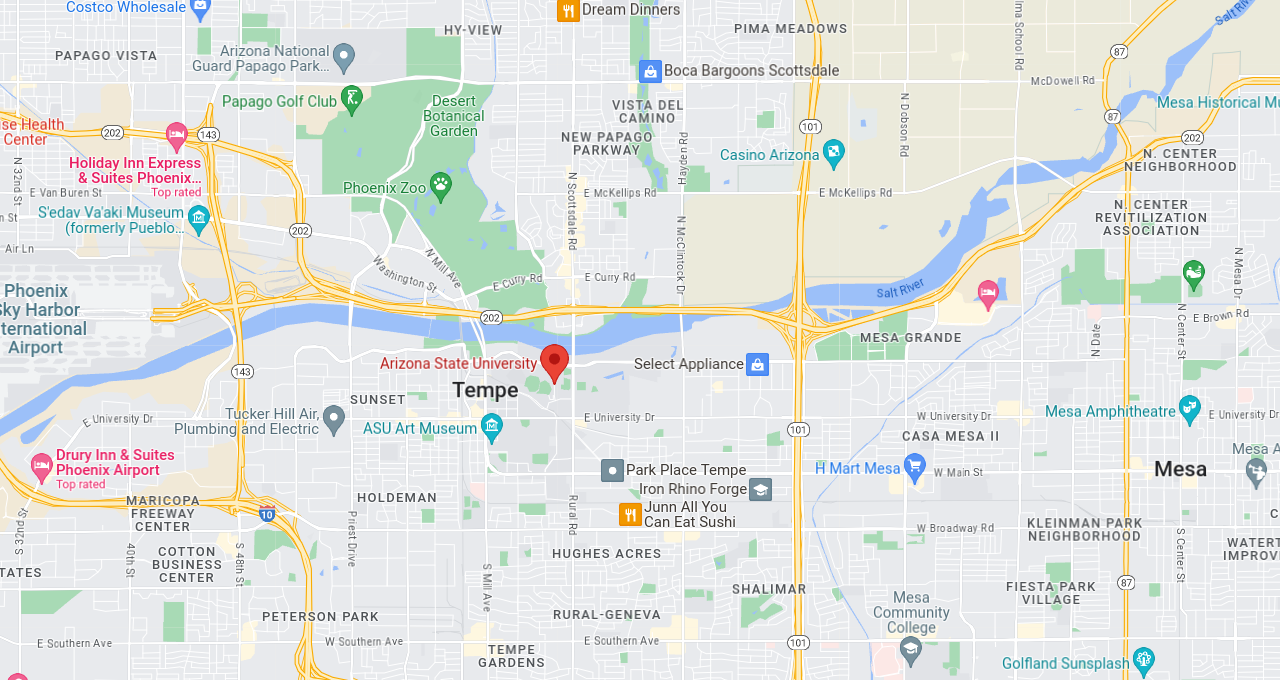 Costco Wholesale
Dream Dinners
HY-VIEW
PIMA MEADOWS
Salt River
PAPAGO VISTA
Arizona National
Guard Papago Park...
87
Boca Bargoons Scottsdale
McDowell Rd
Papago Golf Club
Desert
Botanical
Garden
VISTA DEL
CAMINO
N Dobson Rd
Mesa Historical Mu
87
Health
Center
202
143
101
202
NEW PAPAGO
PARKWAY
Hayden Rd
Casino Arizona
N. CENTER
NEIGHBORHOOD
Holiday Inn Express
& Suites Phoenix...
Top rated
N 32nd St
E Van Buren St
Phoenix Zoo
N Scottsdale Rd
E McKellips Rd
E McKellips Rd
S'edav Va'aki Museum
(formerly Pueblo...
N. CENTER
REVITILIZATION
ASSOCIATION
n St
202
N McClintock Dr
Air Ln
Washington St
N Mill Ave
E Curry Rd
E Curry Rd
N Mesa Dr
Phoenix
Sky Harbor
International
Airport
Salt River
202
N Center St
E Brown Rd
MESA GRANDE
N Date
Arizona State University
Select Appliance
143
Tempe
SUNSET
E University Dr
Tucker Hill Air,
Plumbing and Electric
ASU Art Museum
E University Dr
101
W University Dr
Mesa Amphitheatre
E University Dr
CASA MESA II
Drury Inn & Suites
Phoenix Airport
Top rated
Park Place Tempe
H Mart Mesa
W Main St
Mesa
Mesa A
Iron Rhino Forge
MARICOPA
FREEWAY
CENTER
HOLDEMAN
10
Rural Rd
Junn All You
Can Eat Sushi
S 32nd St
Priest Drive
W Broadway Rd
KLEINMAN PARK
NEIGHBORHOOD
40th St
S 48th St
COTTON
BUSINESS
CENTER
HUGHES ACRES
S Center St
WATERT
IMPROV
TATES
S Mill Ave
SHALIMAR
87
FIESTA PARK
VILLAGE
Mesa
Community
College
PETERSON PARK
RURAL-GENEVA
E Southern Ave
W Southern Ave
E Southern Ave
101
TEMPE
GARDENS
Golfland Sunsplash